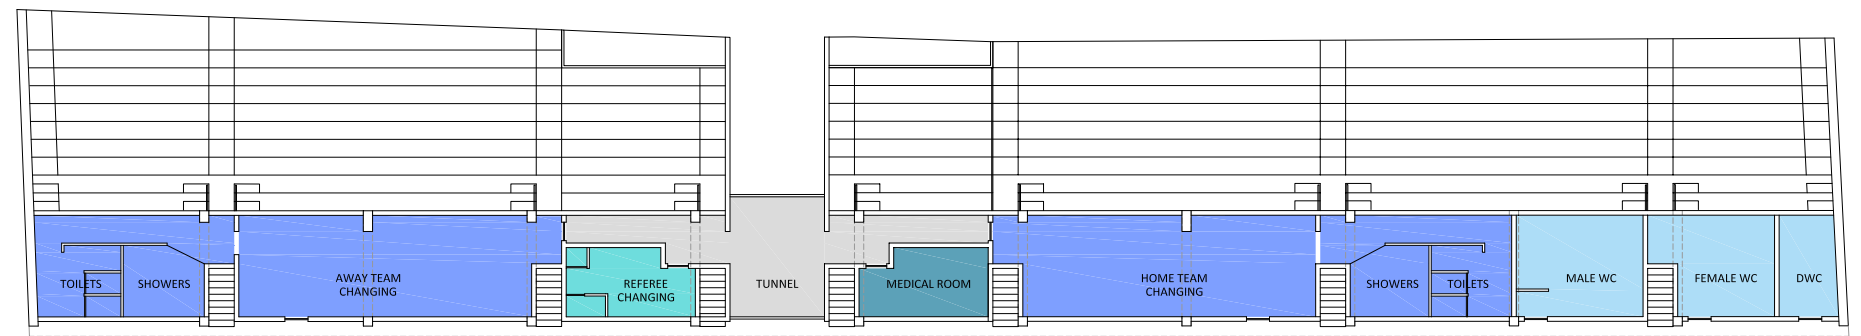 TOILETS
SHOWERS
AWAY TEAM
CHANGING
REFEREE
CHANGING
TUNNEL
MEDICAL ROOM
HOME TEAM
CHANGING
SHOWERS
TOILETS
MALE WC
FEMALE WC
DWC